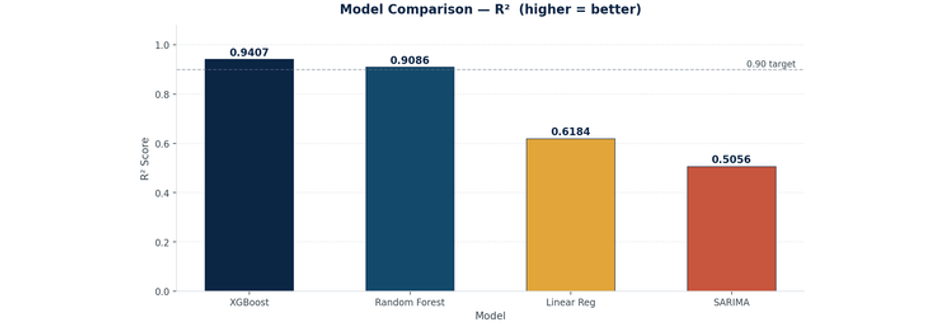 Model Comparison — R² (higher = better)
1.0
0.8
0.6
0.4
0.2
0.0
R² Score
0.9407
0.9086
0.6184
0.5056
0.90 target
XGBoost
Random Forest
Linear Reg
SARIMA
Model